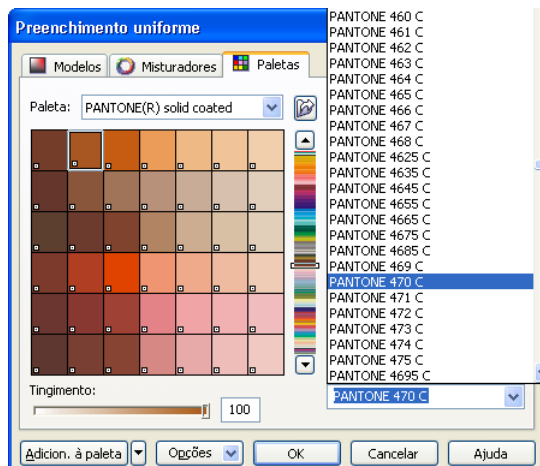 Preenchimento uniforme
Modelos
Misturadores
Paletas
Paleta:
PANTONE(R) solid coated
Tingimento:
100
PANTONE 460 C
PANTONE 461 C
PANTONE 462 C
PANTONE 463 C
PANTONE 464 C
PANTONE 465 C
PANTONE 466 C
PANTONE 467 C
PANTONE 468 C
PANTONE 4625 C
PANTONE 4635 C
PANTONE 4645 C
PANTONE 4655 C
PANTONE 4665 C
PANTONE 4675 C
PANTONE 4685 C
PANTONE 469 C
PANTONE 470 C
PANTONE 471 C
PANTONE 472 C
PANTONE 473 C
PANTONE 474 C
PANTONE 475 C
PANTONE 4695 C
PANTONE 470 C
Adicion. à paleta
Opções
OK
Cancelar
Ajuda